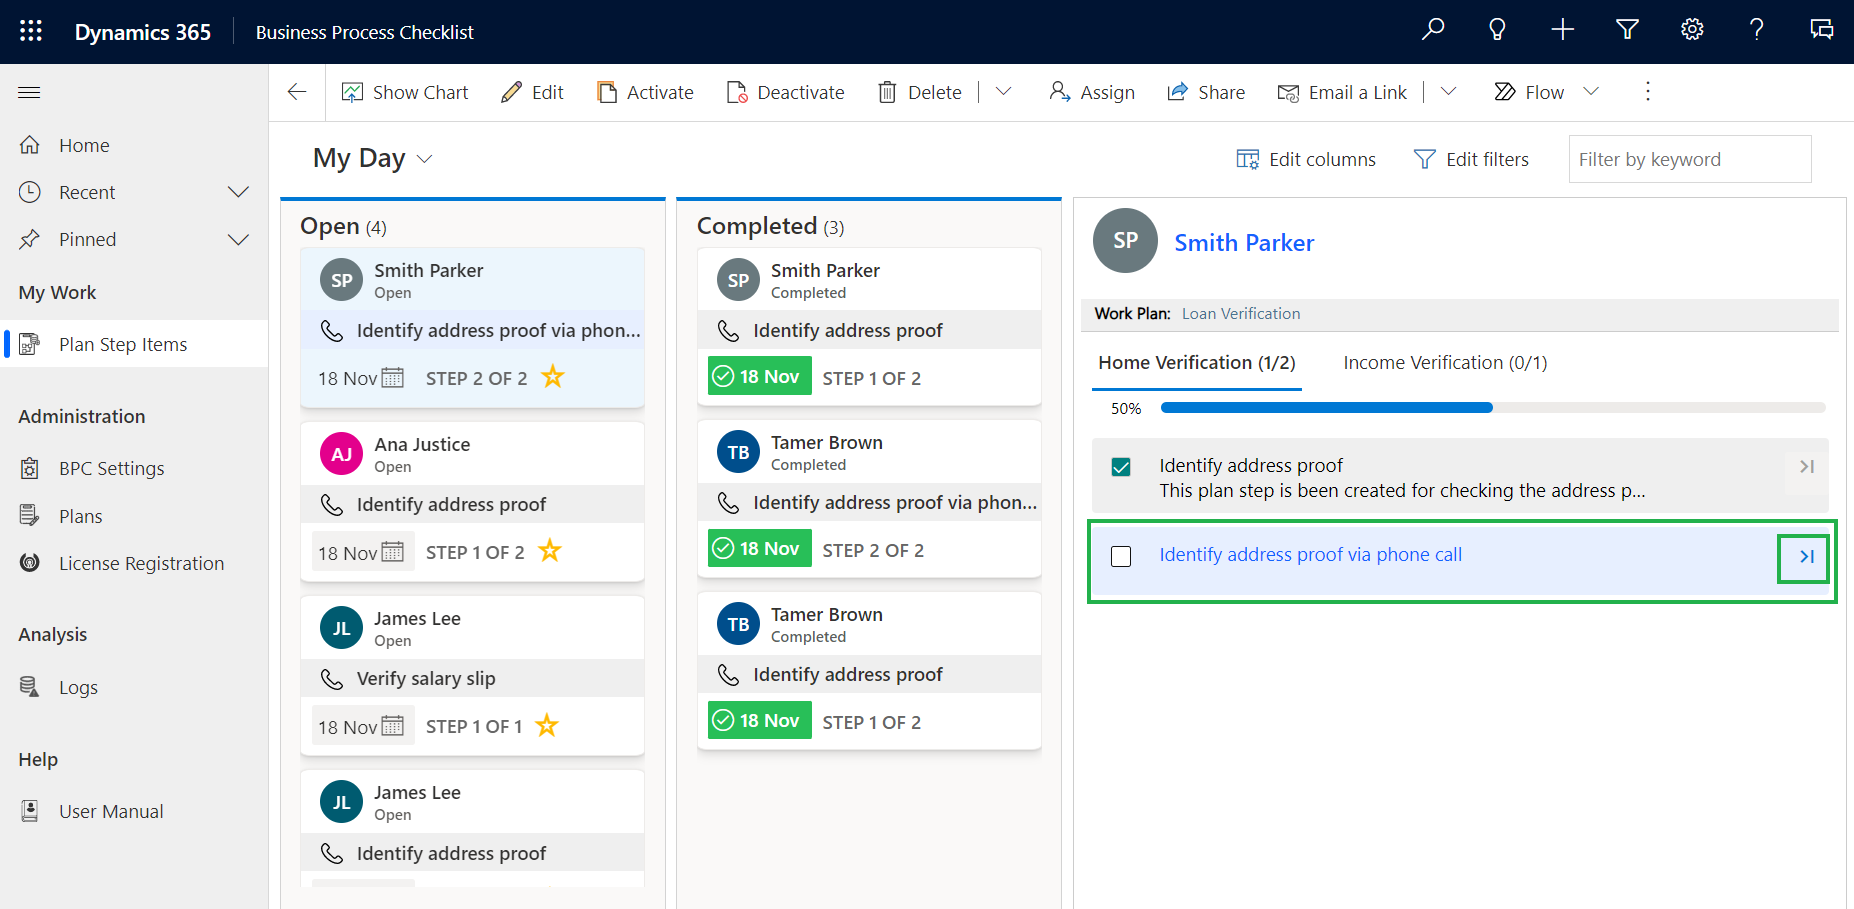 Dynamics 365
Business Process Checklist
Show Chart
Edit
Activate
Deactivate
Delete
Assign
Share
Email a Link
Flow
Home
Recent
Pinned
My Work
Plan Step Items
Administration
BPC Settings
Plans
License Registration
Analysis
Logs
Help
User Manual
My Day
Edit columns
Edit filters
Filter by keyword
Open (4)
SP
Smith Parker
Open
Identify address proof via phon...
18 Nov
STEP 2 OF 2
AJ
Ana Justice
Open
Identify address proof
18 Nov
STEP 1 OF 2
JL
James Lee
Open
Verify salary slip
18 Nov
STEP 1 OF 1
JL
James Lee
Open
Identify address proof
Completed (3)
SP
Smith Parker
Completed
Identify address proof
18 Nov
STEP 1 OF 2
TB
Tamer Brown
Completed
Identify address proof via phon...
18 Nov
STEP 2 OF 2
TB
Tamer Brown
Completed
Identify address proof
18 Nov
STEP 1 OF 2
SP
Smith Parker
Work Plan: Loan Verification
Home Verification (1/2)
Income Verification (0/1)
50%
Identify address proof
This plan step is been created for checking the address p...
Identify address proof via phone call